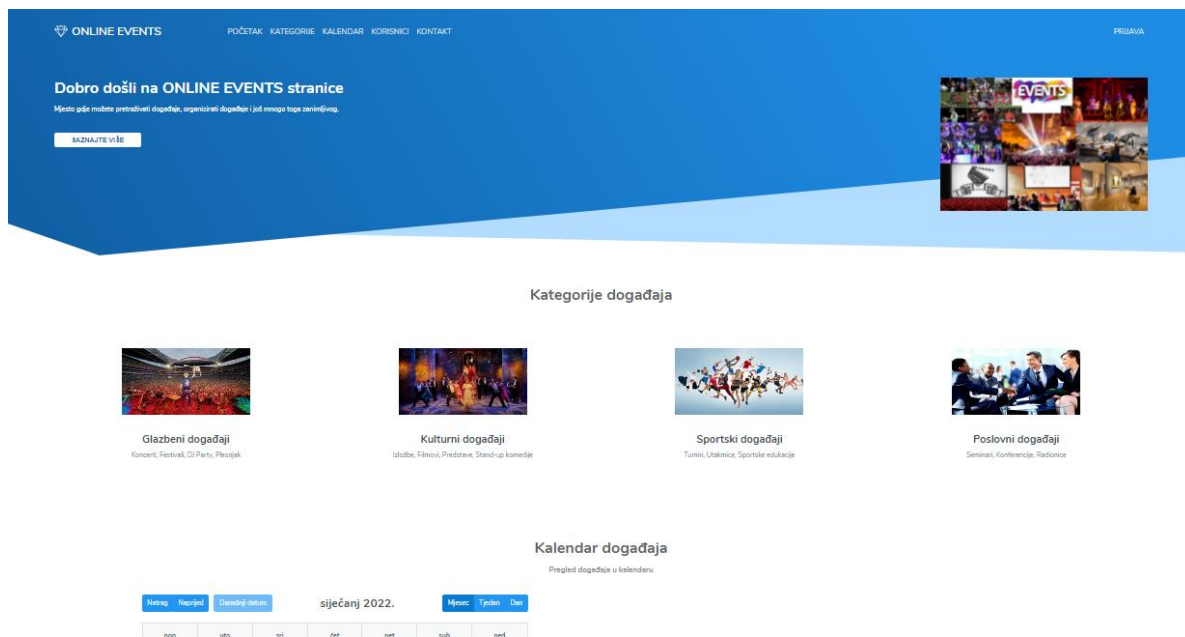 ONLINE EVENTS
POČETAK KATEGORIJE KALENDAR KORISNICI KONTAKT
PRIJAVA
Dobro došli na ONLINE EVENTS stranice
Mjesto gdje možete pretraživati događaje, organizirati događaje i još mnogo toga zanimljivog.
SAZNAJTE VIŠE
EVENTS
Kategorije događaja
Glazbeni događaji
Koncerti, Festivali, DJ Party, Plesnjak
Kulturni događaji
Izložbe, Filmovi, Predstave, Stand-up komedije
Sportski događaji
Turniri, Utakmice, Sportske edukacije
Poslovni događaji
Seminari, Konferencije, Radionice
Kalendar događaja
Pregled događaja u kalendaru
Natrag Naprijed Današnji datum siječanj 2022. Mjesec Tjedan Dan
pon uto sri čet pet sub ned